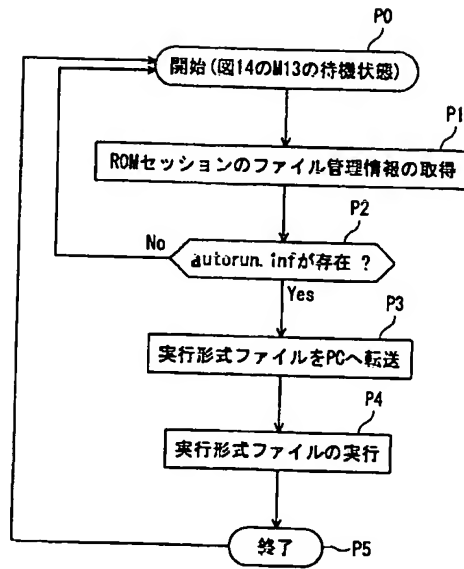 P0
開始(図14のM13の待機状態)
P1
ROMセッションのファイル管理情報の取得
P2
No
autorun.infが存在 ?
Yes
P3
実行形式ファイルをPCへ転送
P4
実行形式ファイルの実行
終了
P5